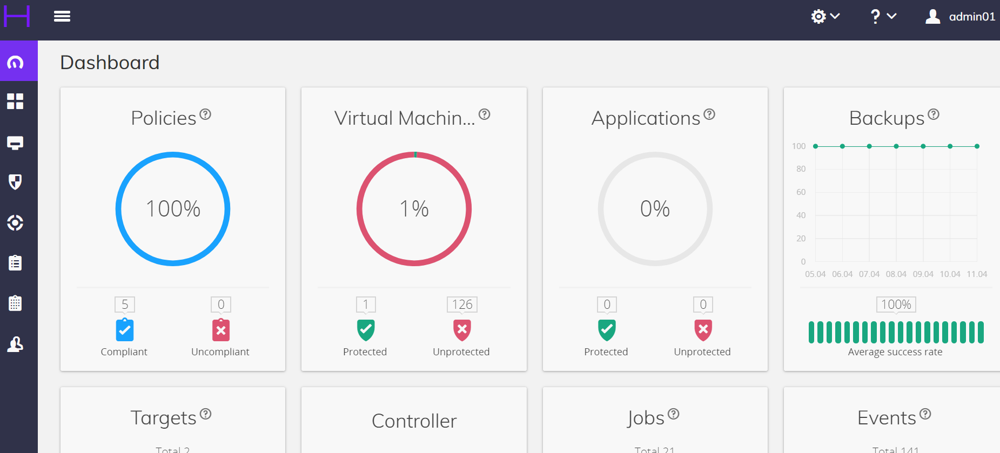 admin01
Dashboard
Policies
100%
5
0
Compliant
Uncompliant
Virtual Machin...
1%
1
126
Protected
Unprotected
Applications
0%
0
0
Protected
Unprotected
Backups
100
80
60
40
20
0
05.04 06.04 07.04 08.04 09.04 10.04 11.04
100%
Average success rate
Targets
Total 2
Controller
Jobs
Total 21
Events
Total 141